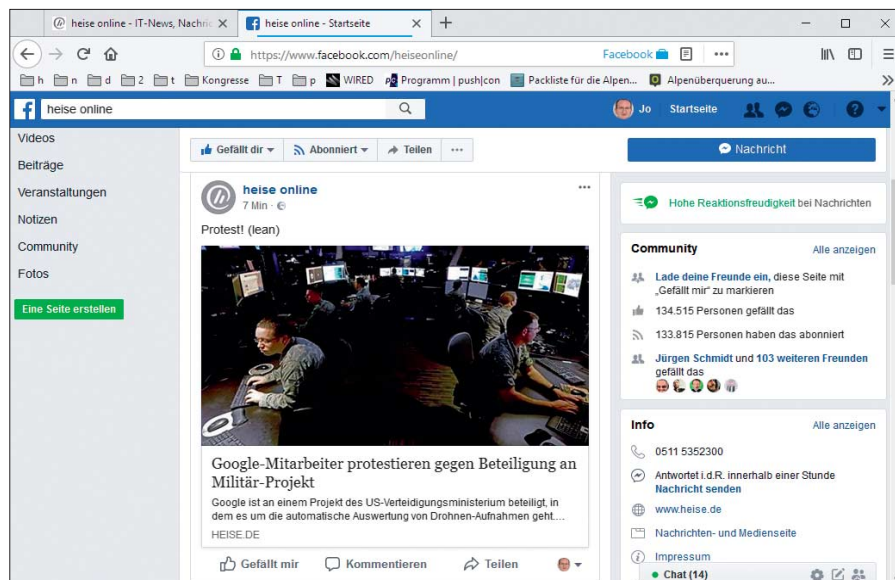 heise online - IT-News, Nachric
heise online - Startseite
https://www.facebook.com/heiseonline/
Facebook
h
n
d
2
t
Kongresse
T
p
WIRED
Programm | push|con
Packliste für die Alpen...
Alpenüberquerung au...
heise online
Jo
Startseite
Videos
Beiträge
Veranstaltungen
Notizen
Community
Fotos
Eine Seite erstellen
Gefällt dir
Abonniert
Teilen
Nachricht
heise online
7 Min ·
Protest! (lean)
Google-Mitarbeiter protestieren gegen Beteiligung an
Militär-Projekt
Google ist an einem Projekt des US-Verteidigungsministerium beteiligt, in
dem es um die automatische Auswertung von Drohnen-Aufnahmen geht....
HEISE.DE
Gefällt mir
Kommentieren
Teilen
Hohe Reaktionsfreudigkeit bei Nachrichten
Community
Alle anzeigen
Lade deine Freunde ein, diese Seite mit
„Gefällt mir“ zu markieren
134.515 Personen gefällt das
133.815 Personen haben das abonniert
Jürgen Schmidt und 103 weiteren Freunden
gefällt das
Info
Alle anzeigen
0511 5352300
Antwortet i.d.R. innerhalb einer Stunde
Nachricht senden
www.heise.de
Nachrichten- und Medienseite
Impressum
Chat (14)